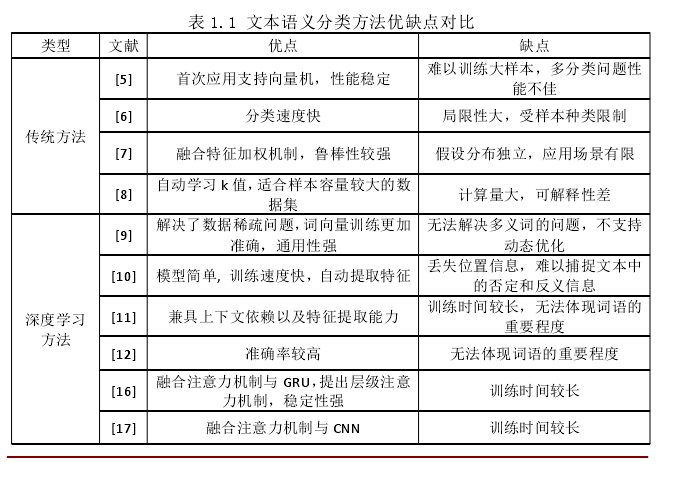 表 1.1 文本语义分类方法优缺点对比
类型 文献 优点 缺点
传统方法
[5] 首次应用支持向量机，性能稳定 难以训练大样本，多分类问题性
能不佳
[6] 分类速度快 局限性大，受样本种类限制
[7] 融合特征加权机制，鲁棒性较强 假设分布独立，应用场景有限
[8] 自动学习 k 值，适合样本容量较大的数
据集
计算量大，可解释性差
深度学习
方法
[9] 解决了数据稀疏问题，词向量训练更加
准确，通用性强
无法解决多义词的问题，不支持
动态优化
[10] 模型简单，训练速度快，自动提取特征
丢失位置信息，难以捕捉文本中
的否定和反义信息
[11] 兼具上下文依赖以及特征提取能力
训练时间较长，无法体现词语的
重要程度
[12] 准确率较高 无法体现词语的重要程度
[16] 融合注意力机制与 GRU，提出层级注意
力机制，稳定性强
训练时间较长
[17] 融合注意力机制与 CNN 训练时间较长